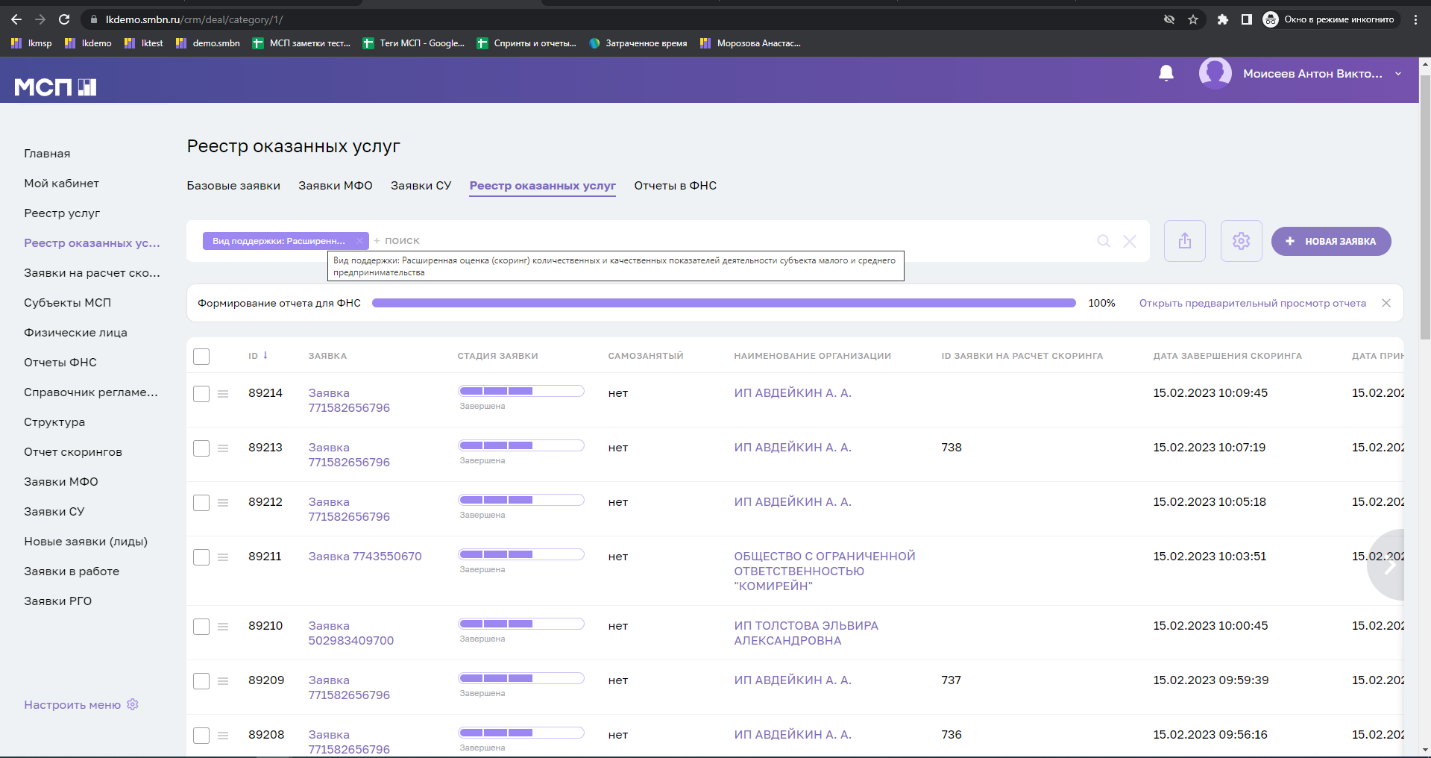 lkdemo.smbn.ru/crm/deal/category/1/
Окно в режиме инкогнито
lkmsp
lkdemo
lktest
demo.smbn
МСП заметки тест...
Теги МСП - Google...
Спринты и отчеты...
Затраченное время
Морозова Анастас...
МСП
Моисеев Антон Викто...
Главная
Мой кабинет
Реестр услуг
Реестр оказанных ус...
Заявки на расчет ско...
Субъекты МСП
Физические лица
Отчеты ФНС
Справочник регламе...
Структура
Отчет скорингов
Заявки МФО
Заявки СУ
Новые заявки (лиды)
Заявки в работе
Заявки РГО
Настроить меню
Реестр оказанных услуг
Базовые заявки Заявки МФО Заявки СУ Реестр оказанных услуг Отчеты в ФНС
Вид поддержки: Расширенн... × + поиск
НОВАЯ ЗАЯВКА
Вид поддержки: Расширенная оценка (скоринг) количественных и качественных показателей деятельности субъекта малого и среднего
предпринимательства
Формирование отчета для ФНС 100% Открыть предварительный просмотр отчета
ID ↓ ЗАЯВКА СТАДИЯ ЗАЯВКИ САМОЗАНЯТЫЙ НАИМЕНОВАНИЕ ОРГАНИЗАЦИИ ID ЗАЯВКИ НА РАСЧЕТ СКОРИНГА ДАТА ЗАВЕРШЕНИЯ СКОРИНГА ДАТА ПРИН
89214 Заявка нет ИП АВДЕЙКИН А. А. 15.02.2023 10:09:45 15.02.202
771582656796 Завершена
89213 Заявка нет ИП АВДЕЙКИН А. А. 738 15.02.2023 10:07:19 15.02.202
771582656796 Завершена
89212 Заявка нет ИП АВДЕЙКИН А. А. 15.02.2023 10:05:18 15.02.202
771582656796 Завершена
89211 Заявка 7743550670 нет ОБЩЕСТВО С ОГРАНИЧЕННОЙ 15.02.2023 10:03:51 15.02.202
Завершена ОТВЕТСТВЕННОСТЬЮ
"КОМИРЕЙН"
89210 Заявка нет ИП ТОЛСТОВА ЭЛЬВИРА 15.02.2023 10:00:45 15.02.202
502983409700 Завершена АЛЕКСАНДРОВНА
89209 Заявка нет ИП АВДЕЙКИН А. А. 737 15.02.2023 09:59:39 15.02.202
771582656796 Завершена
89208 Заявка нет ИП АВДЕЙКИН А. А. 736 15.02.2023 09:56:16 15.02.202
771582656796 Завершена